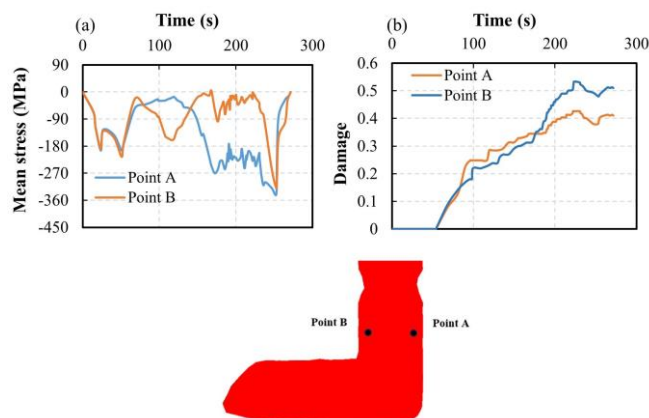 (a)
Time (s)
0 100 200 300
90
0
-90
-180
-270
-360
-450
Mean stress (MPa)
Point A
Point B
(b)
Time (s)
0 100 200 300
0.6
0.5
0.4
0.3
0.2
0.1
0
Damage
Point A
Point B
Point B
Point A